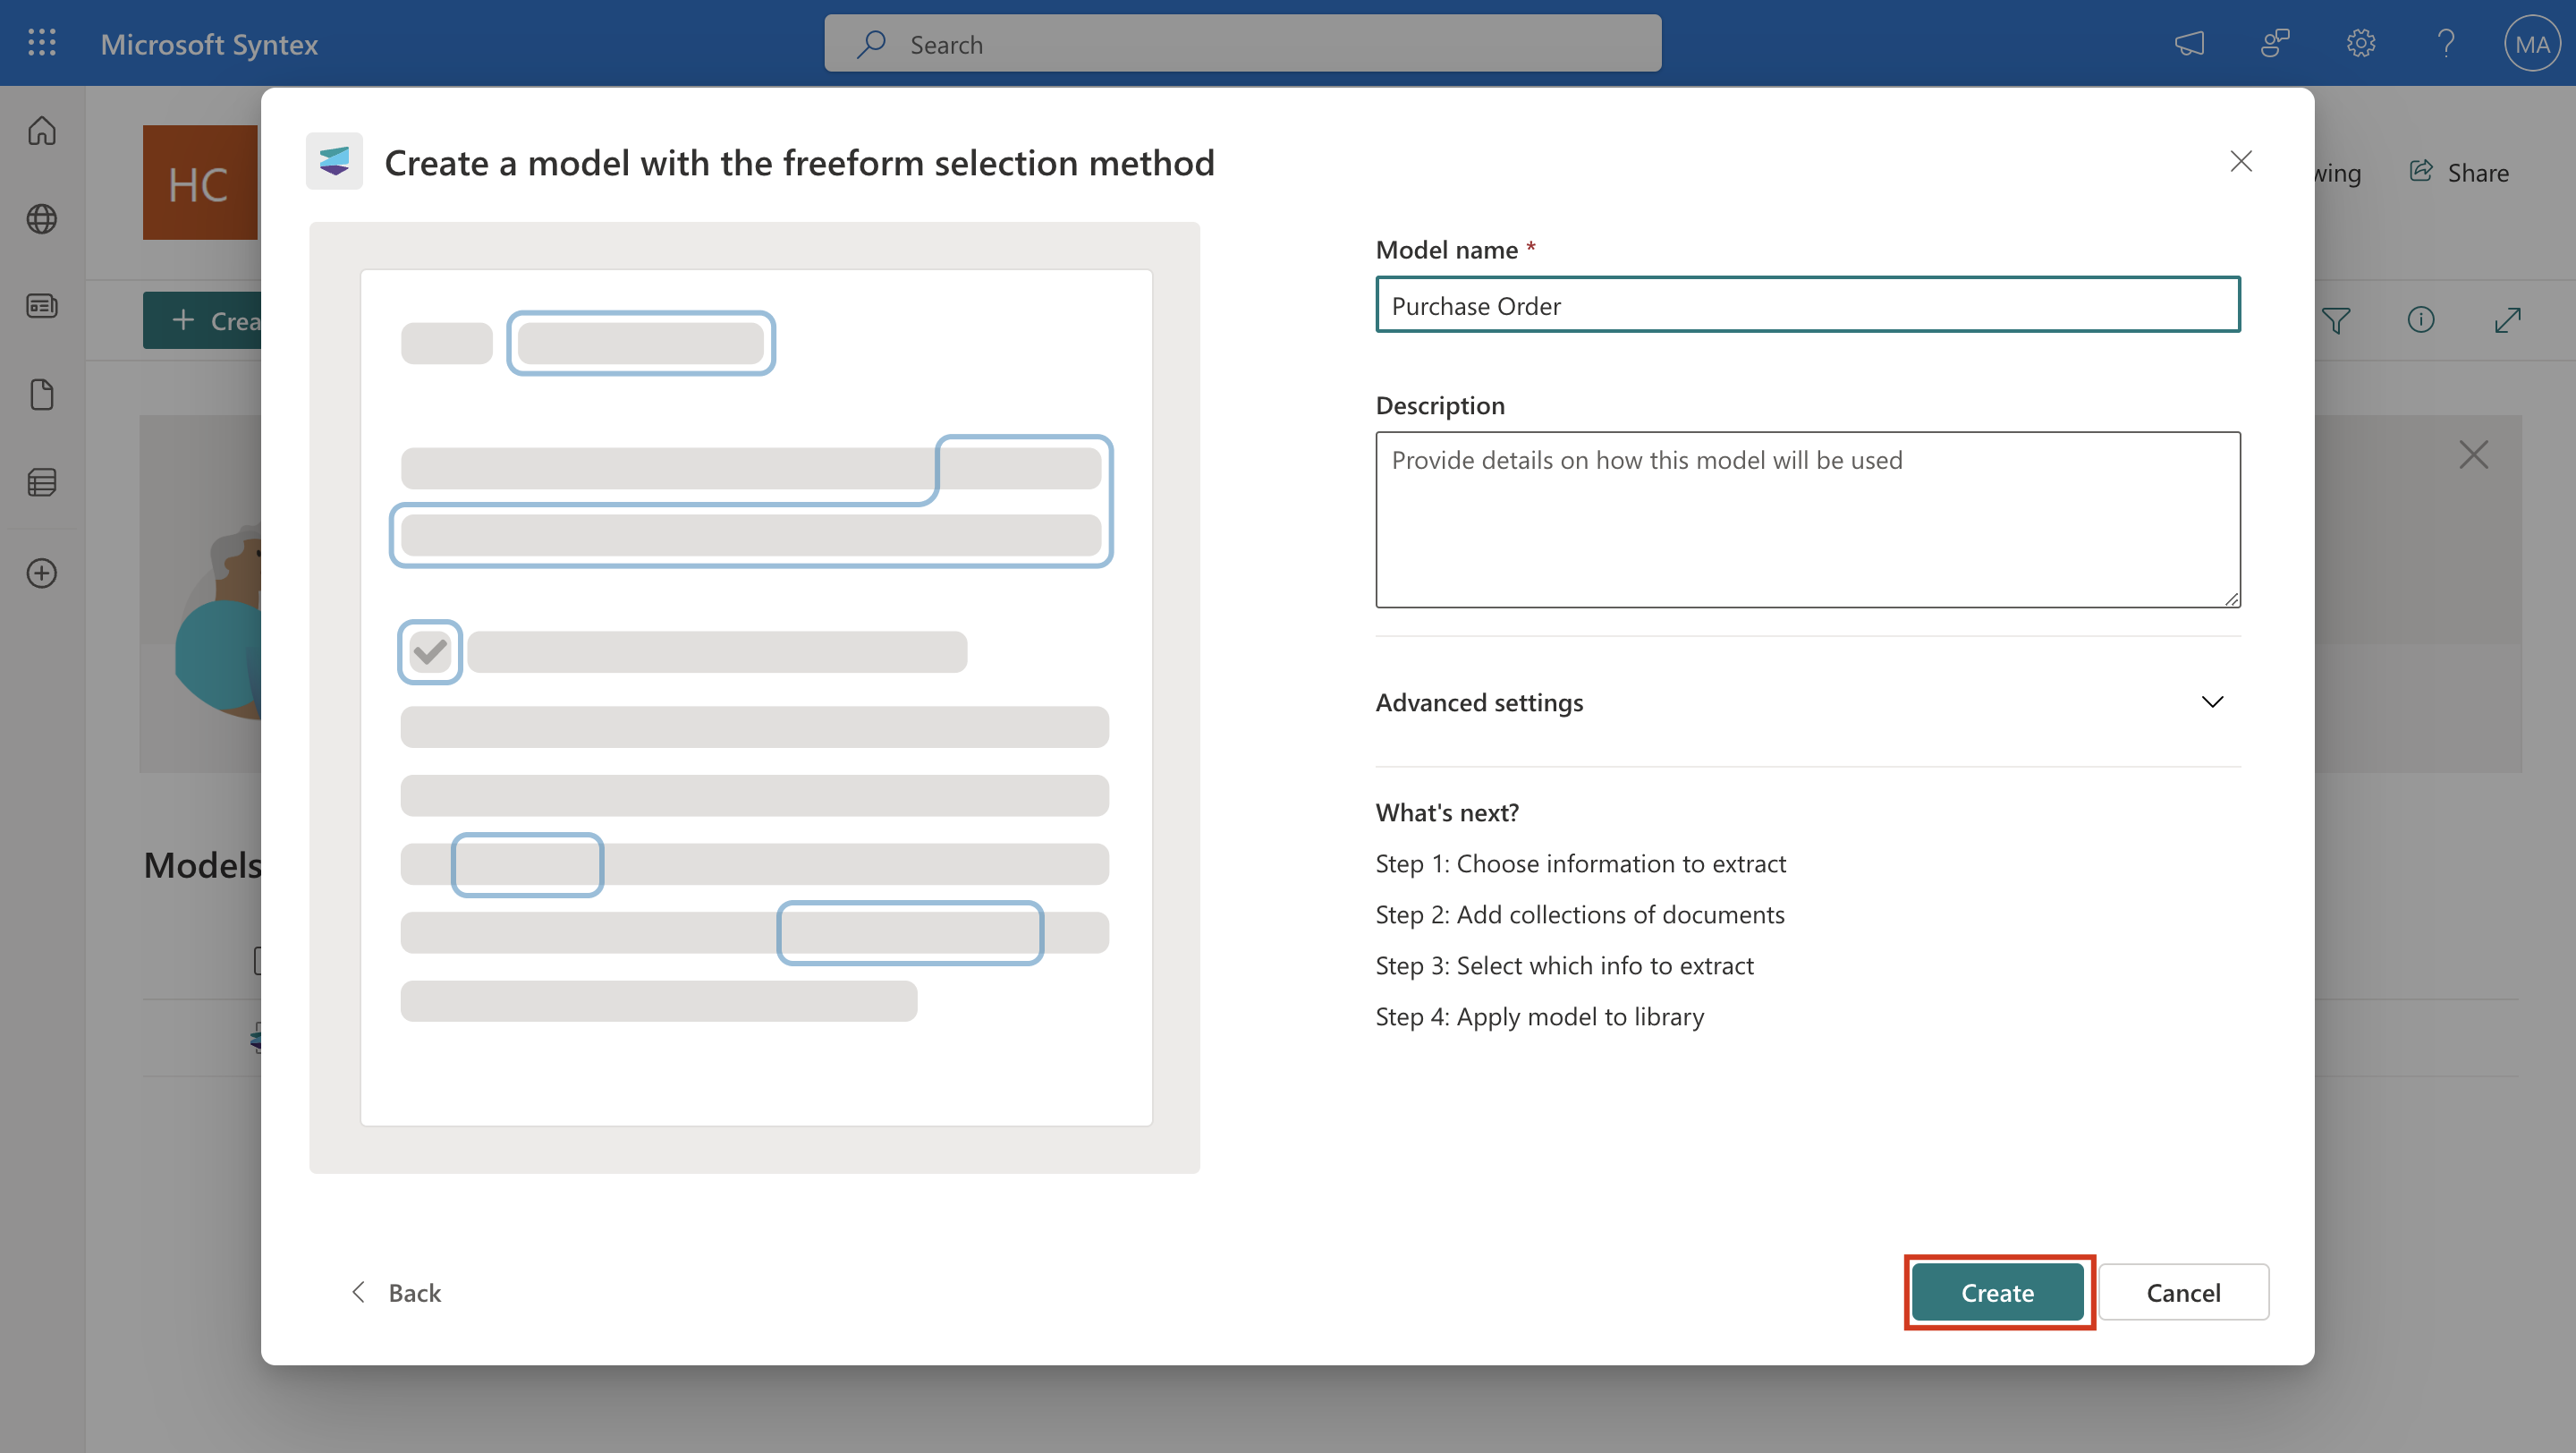 Microsoft Syntex
Search
MA
HC
Create a model with the freeform selection method
Share
Model name *
Purchase Order
Description
Provide details on how this model will be used
Advanced settings
Models
What's next?
Step 1: Choose information to extract
Step 2: Add collections of documents
Step 3: Select which info to extract
Step 4: Apply model to library
Back
Create
Cancel